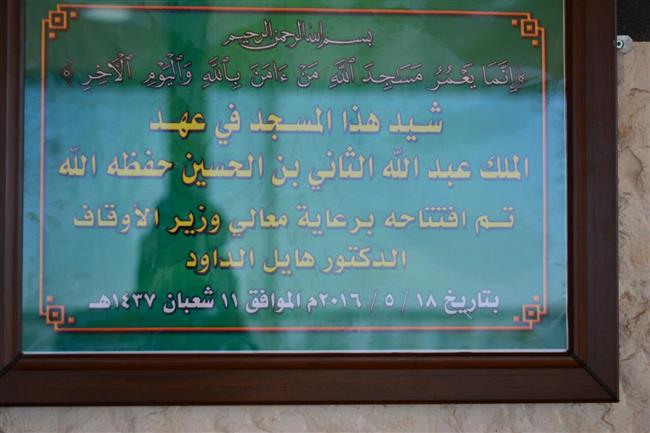 بسم الله الرحمن الرحيم
﴿ إِنَّمَا يَعْمُرُ مَسَاجِدَ اللَّهِ مَنْ ءَامَنَ بِاللَّهِ وَالْيَوْمِ الْآخِرِ ﴾
شيد هذا المسجد في عهد
الملك عبد الله الثاني بن الحسين حفظه الله
تم افتتاحه برعاية معالي وزير الأوقاف
الدكتور هايل الداود
بتاريخ ١٨ / ٥ / ٢٠١٦م الموافق ١١ شعبان ١٤٣٧هـ